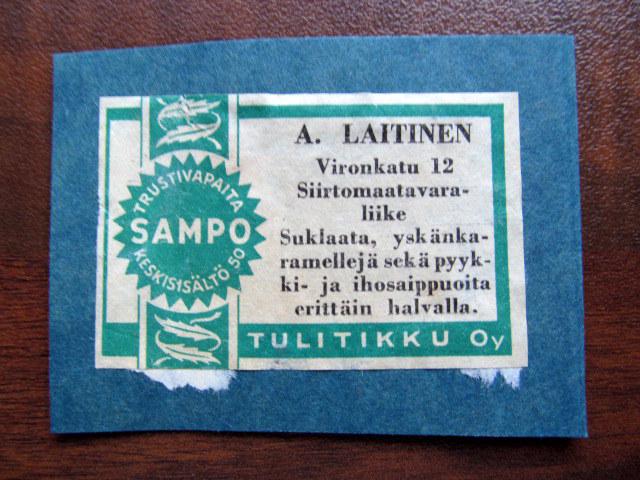 TRUSTIVAPAITA
SAMPO
KESKISISÄLTÖ 50
A. LAITINEN
Vironkatu 12
Siirtomaatavara-
liike
Suklaata, yskänka-
ramellejä sekä pyyk-
ki- ja ihosaippuoita
erittäin halvalla.
TULITIKKU Oy